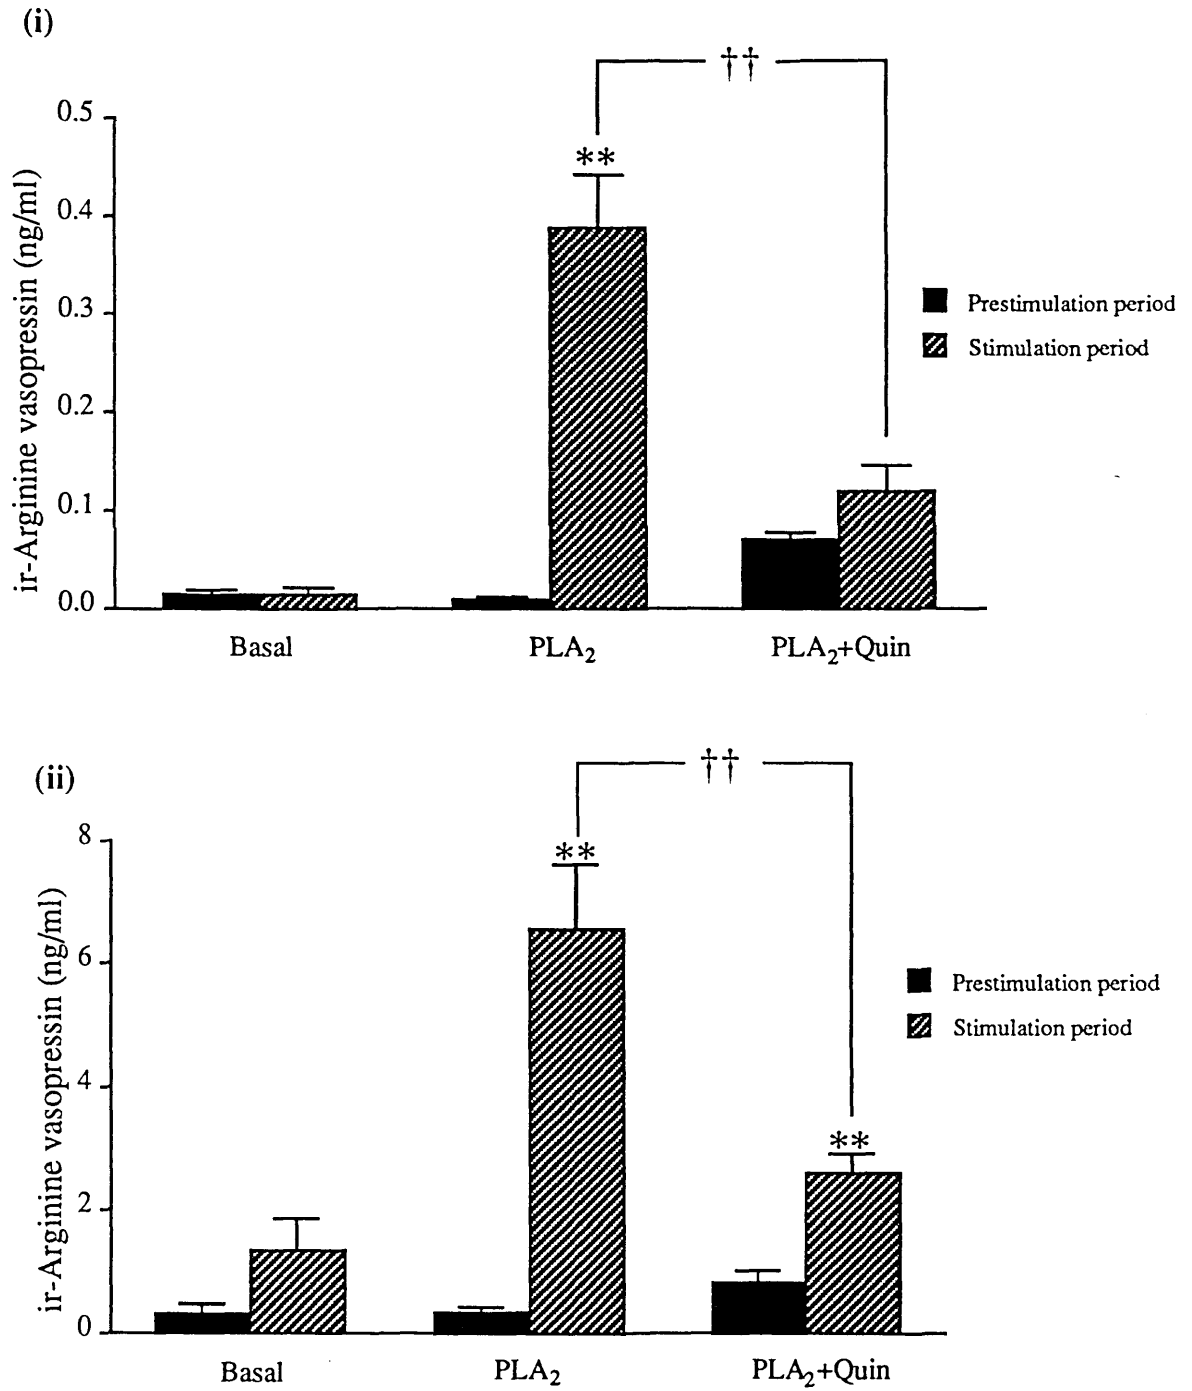 (i)
††
0.5
**
0.4
0.3
0.2
0.1
0.0
ir-Arginine vasopressin (ng/ml)
Prestimulation period
Stimulation period
Basal PLA₂ PLA₂+Quin
(ii)
††
8
**
6
4
**
2
0
ir-Arginine vasopressin (ng/ml)
Prestimulation period
Stimulation period
Basal PLA₂ PLA₂+Quin